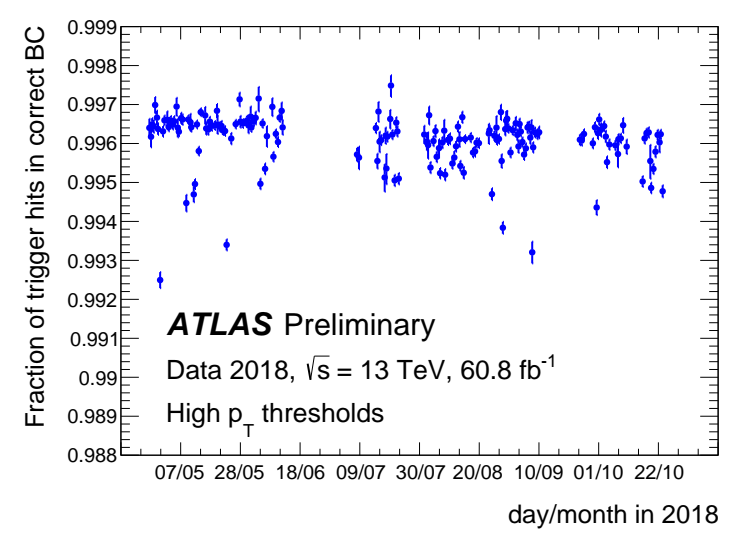 Fraction of trigger hits in correct BC
0.999
0.998
0.997
0.996
0.995
0.994
0.993
0.992
0.991
0.99
0.989
0.988
ATLAS Preliminary
Data 2018, √s = 13 TeV, 60.8 fb-1
High pT thresholds
07/05 28/05 18/06 09/07 30/07 20/08 10/09 01/10 22/10
day/month in 2018